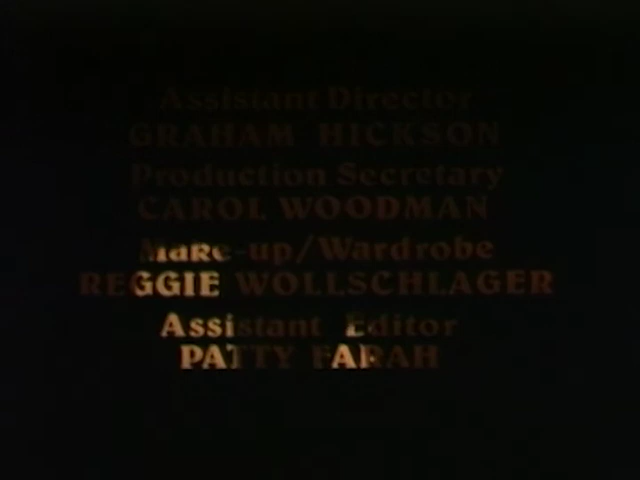 Assistant Director
GRAHAM HICKSON
Production Secretary
CAROL WOODMAN
Make-up/Wardrobe
REGGIE WOLLSCHLAGER
Assistant Editor
PATTY FARAH